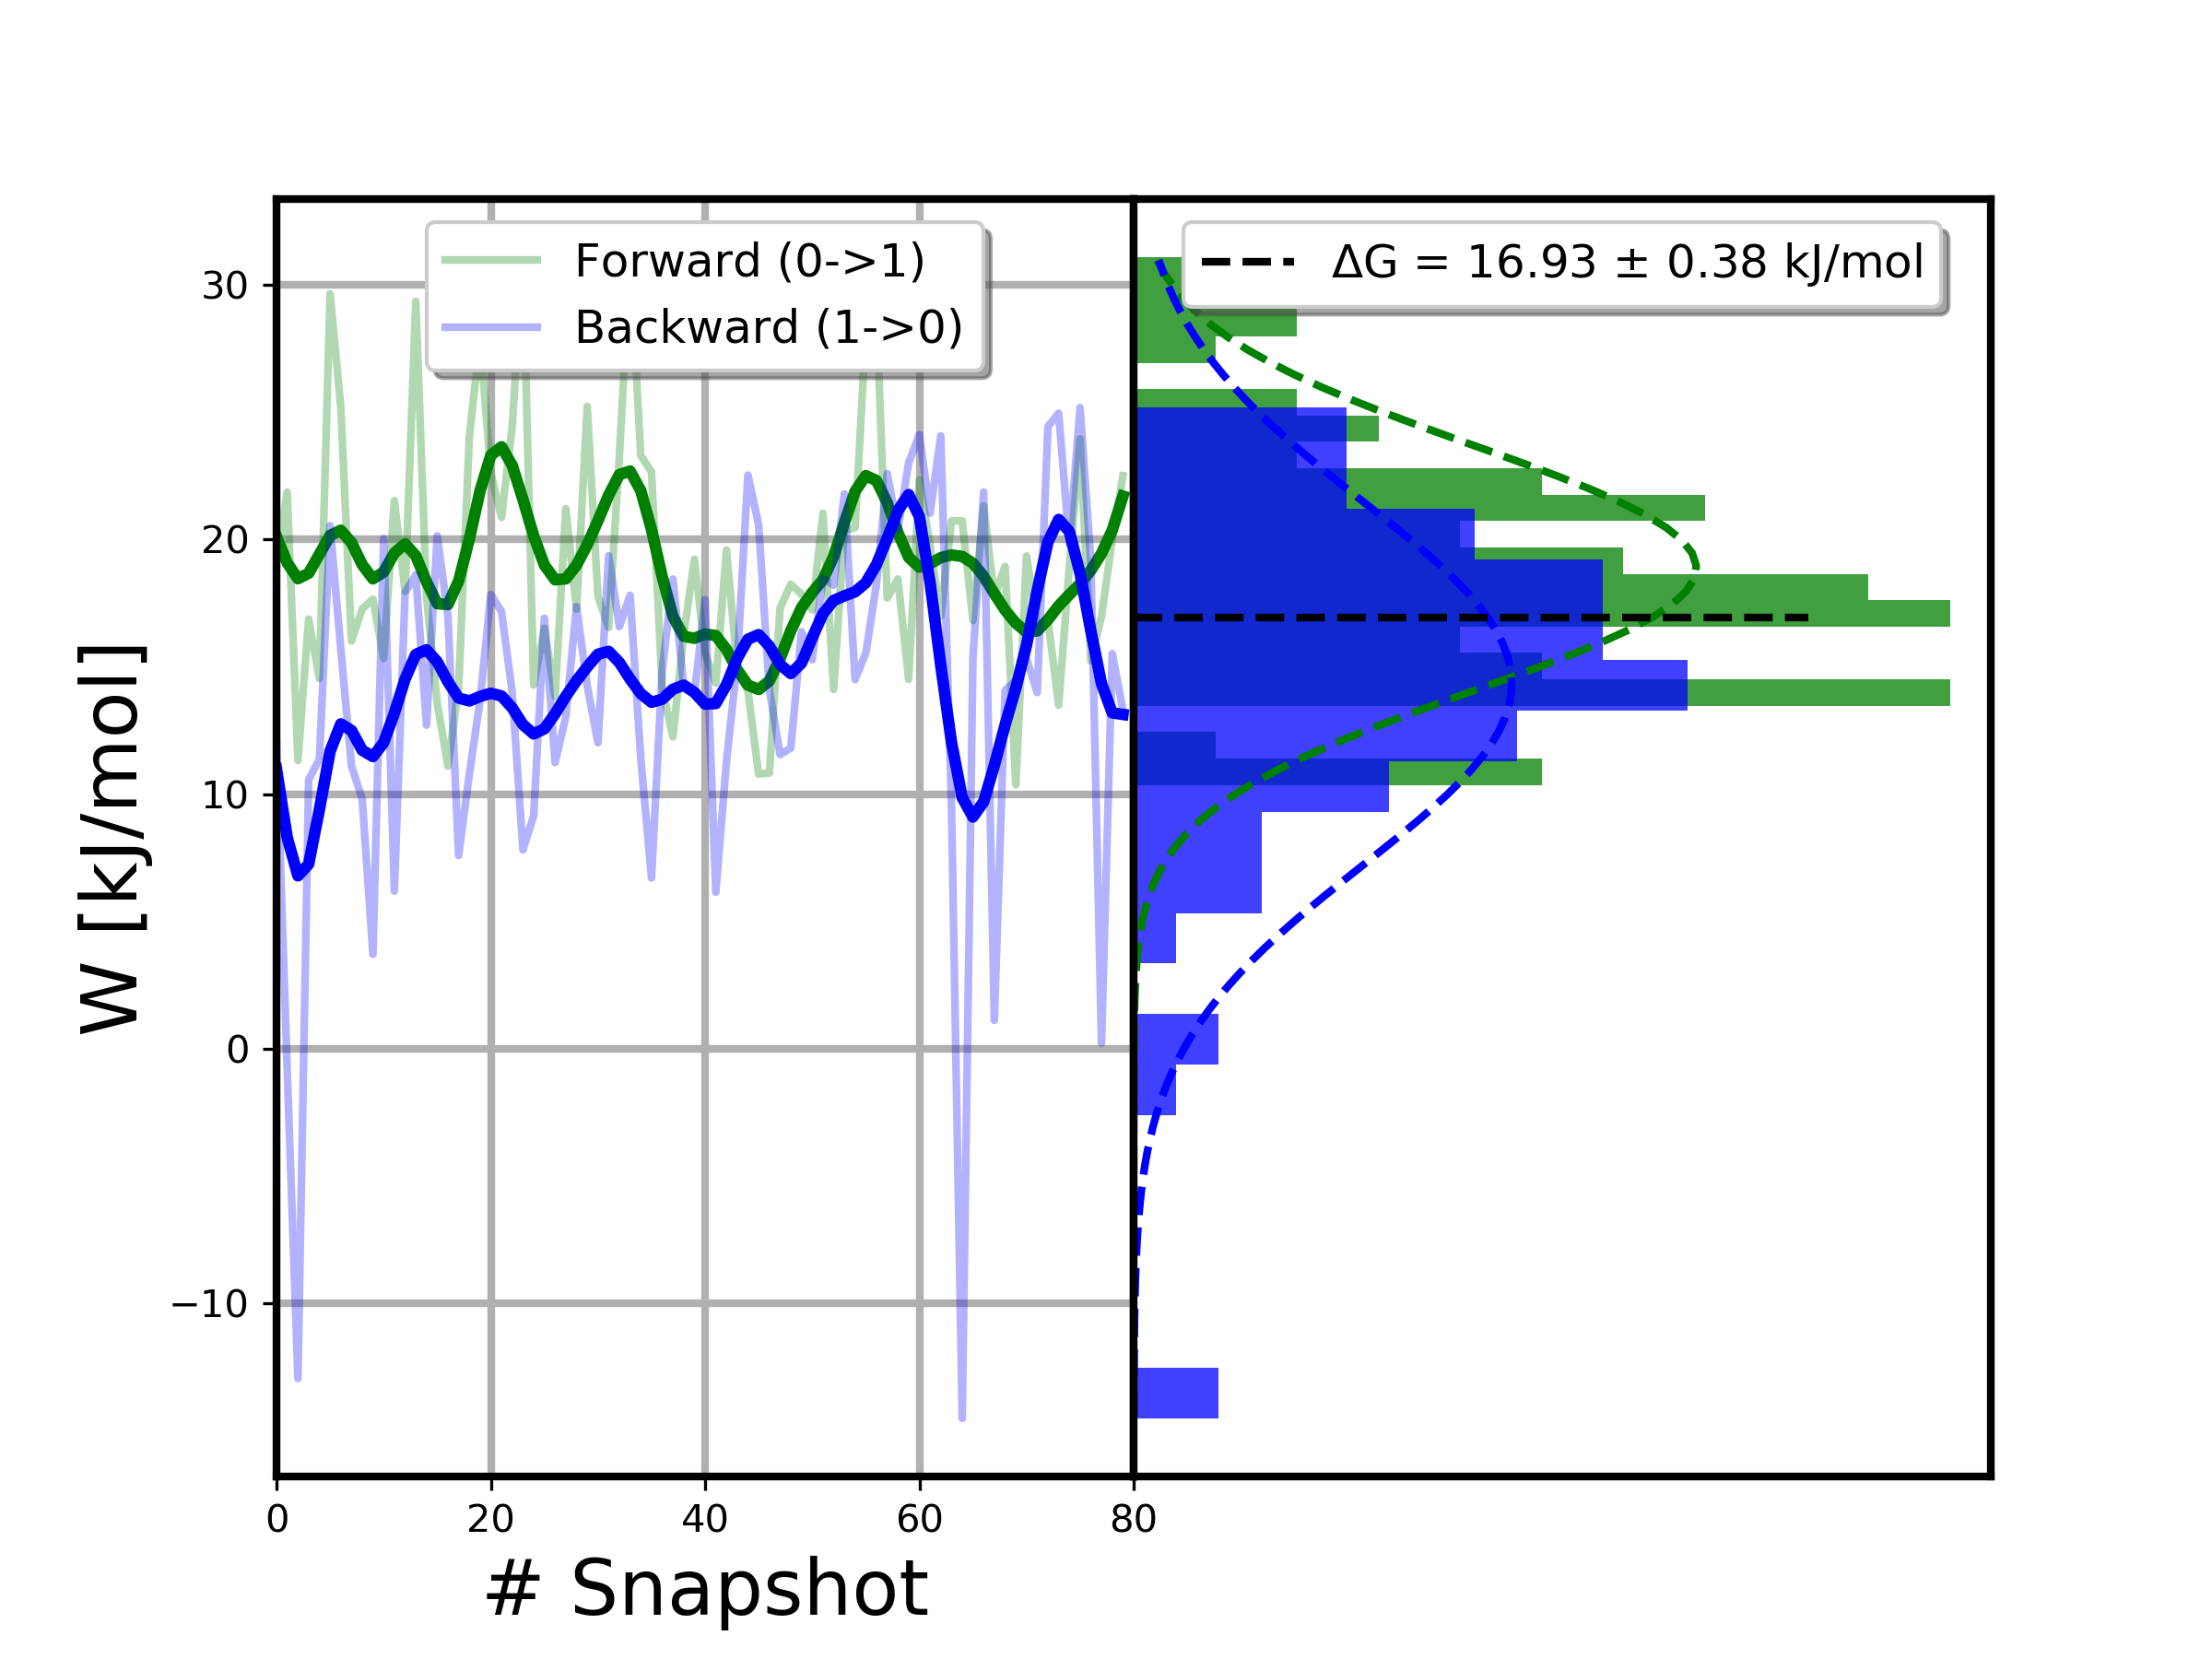 Forward (0->1)
Backward (1->0)
ΔG = 16.93 ± 0.38 kJ/mol
W [kJ/mol]
30
20
10
0
−10
0 20 40 60 80
# Snapshot